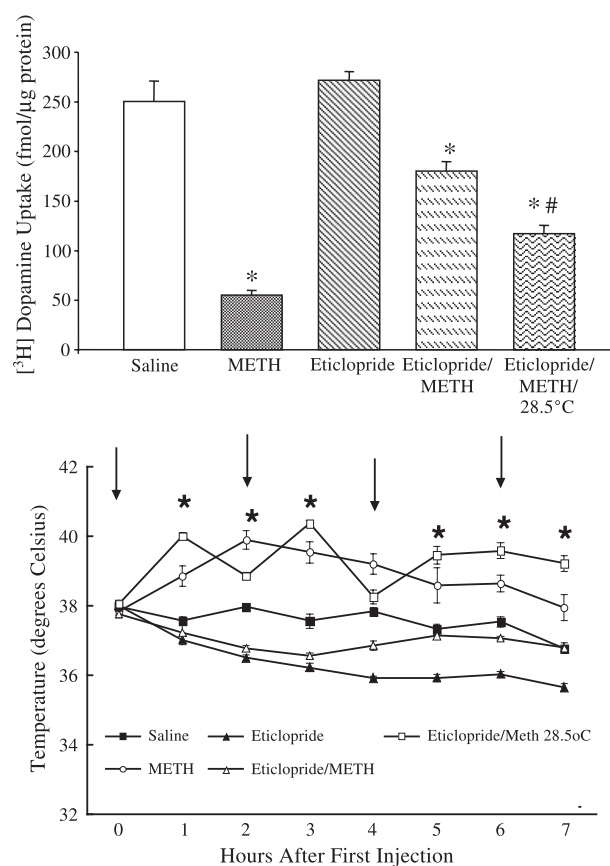 [³H] Dopamine Uptake (fmol/µg protein)
300
250
200
150
100
50
0
*
*
* #
Saline
METH
Eticlopride
Eticlopride/
METH
Eticlopride/
METH/
28.5°C
Temperature (degrees Celsius)
42
40
38
36
34
32
* * * * * *
Saline
Eticlopride
Eticlopride/Meth 28.5oC
METH
Eticlopride/METH
0 1 2 3 4 5 6 7
Hours After First Injection